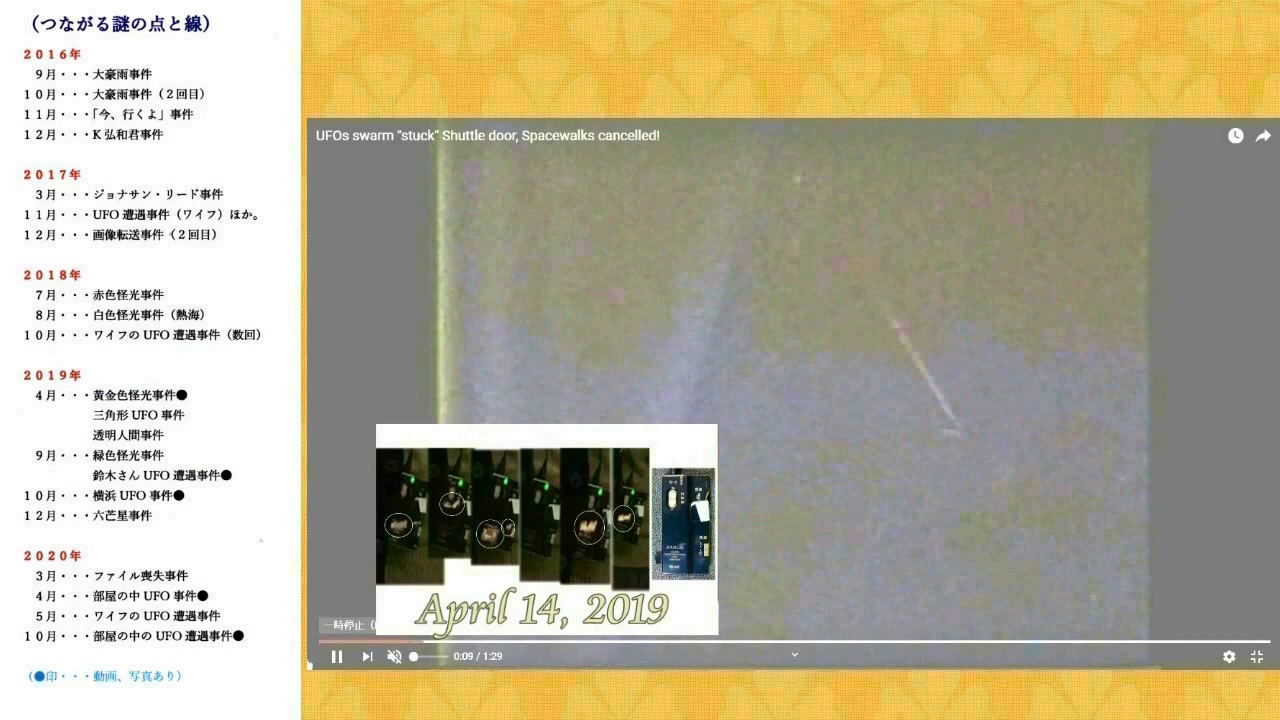 （つながる謎の点と線）
２０１６年
９月・・・大豪雨事件
１０月・・・大豪雨事件（２回目）
１１月・・・「今、行くよ」事件
１２月・・・Ｋ弘和君事件
２０１７年
３月・・・ジョナサン・リード事件
１１月・・・UFO 遭遇事件（ワイフ）ほか。
１２月・・・画像転送事件（２回目）
２０１８年
７月・・・赤色怪光事件
８月・・・白色怪光事件（熱海）
１０月・・・ワイフの UFO 遭遇事件（数回）
２０１９年
４月・・・黄金色怪光事件●
三角形 UFO 事件
透明人間事件
９月・・・緑色怪光事件
鈴木さん UFO 遭遇事件●
１０月・・・横浜 UFO 事件●
１２月・・・六芒星事件
２０２０年
３月・・・ファイル喪失事件
４月・・・部屋の中 UFO 事件●
５月・・・ワイフの UFO 遭遇事件
１０月・・・部屋の中の UFO 遭遇事件●
（●印・・・動画、写真あり）
UFOs swarm "stuck" Shuttle door, Spacewalks cancelled!
April 14, 2019
一時停止（
0:09 / 1:29